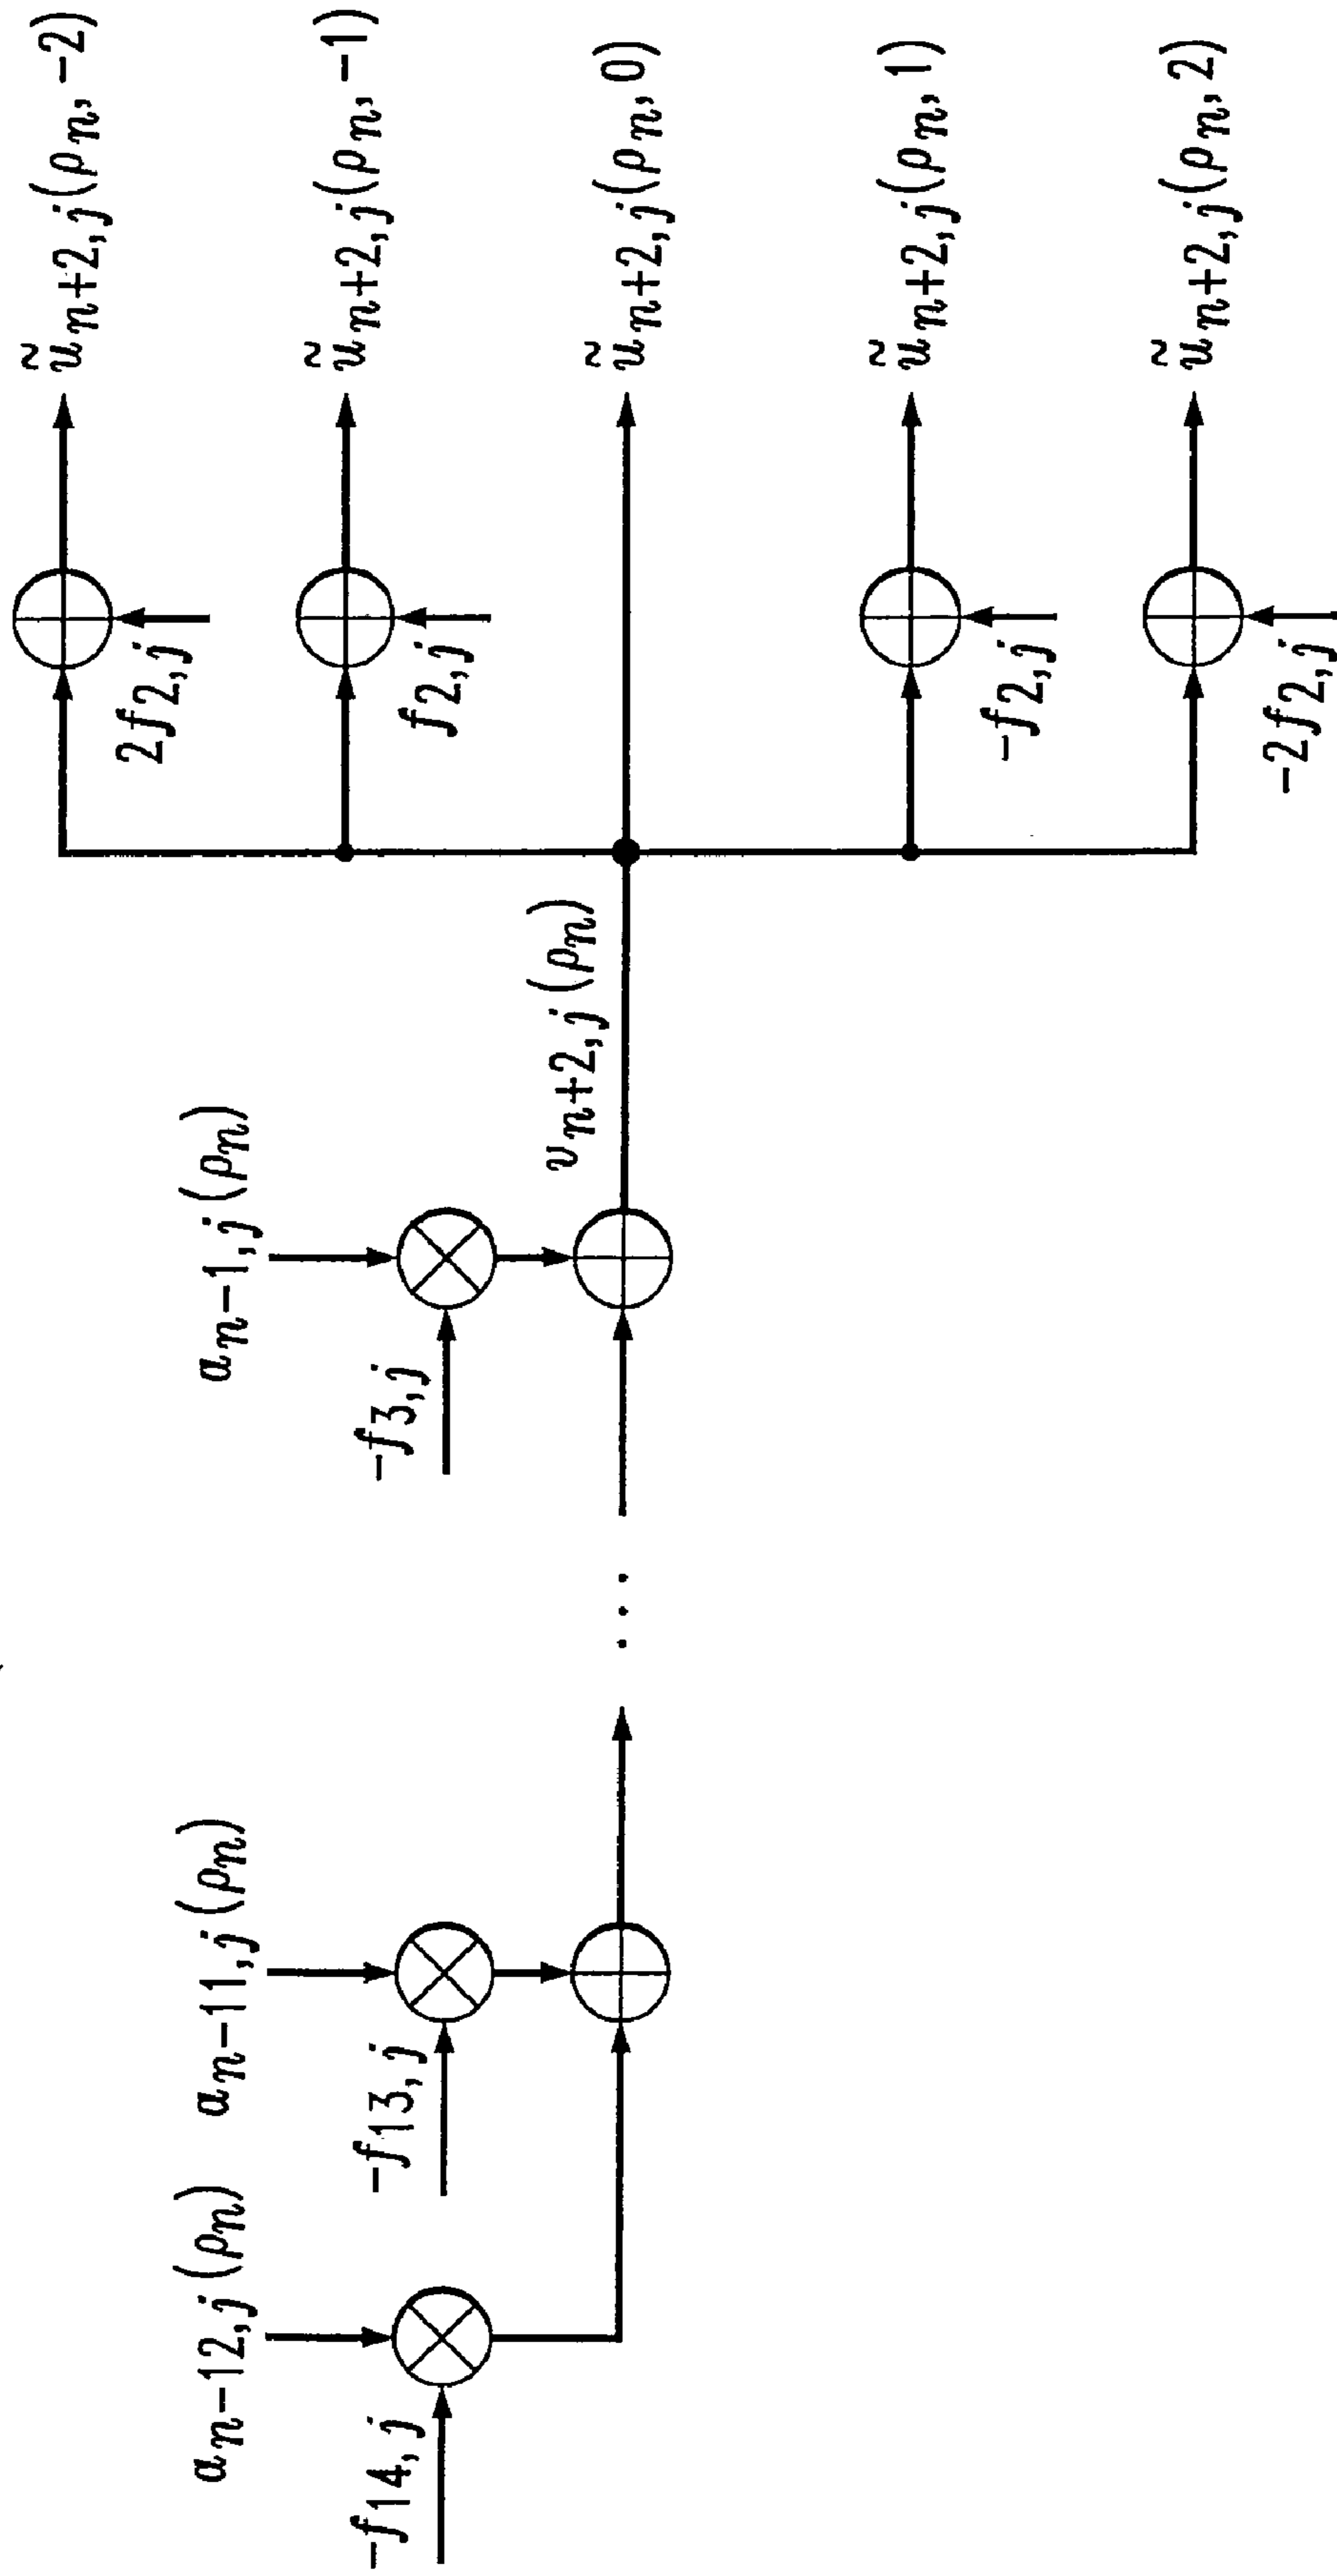 ũn+2,j(ρn,-2)
2f2,j
ũn+2,j(ρn,-1)
f2,j
ũn+2,j(ρn,0)
vn+2,j(ρn)
ũn+2,j(ρn,1)
-f2,j
ũn+2,j(ρn,2)
-2f2,j
an-1,j(ρn)
-f3,j
. . .
an-11,j(ρn)
-f13,j
an-12,j(ρn)
-f14,j